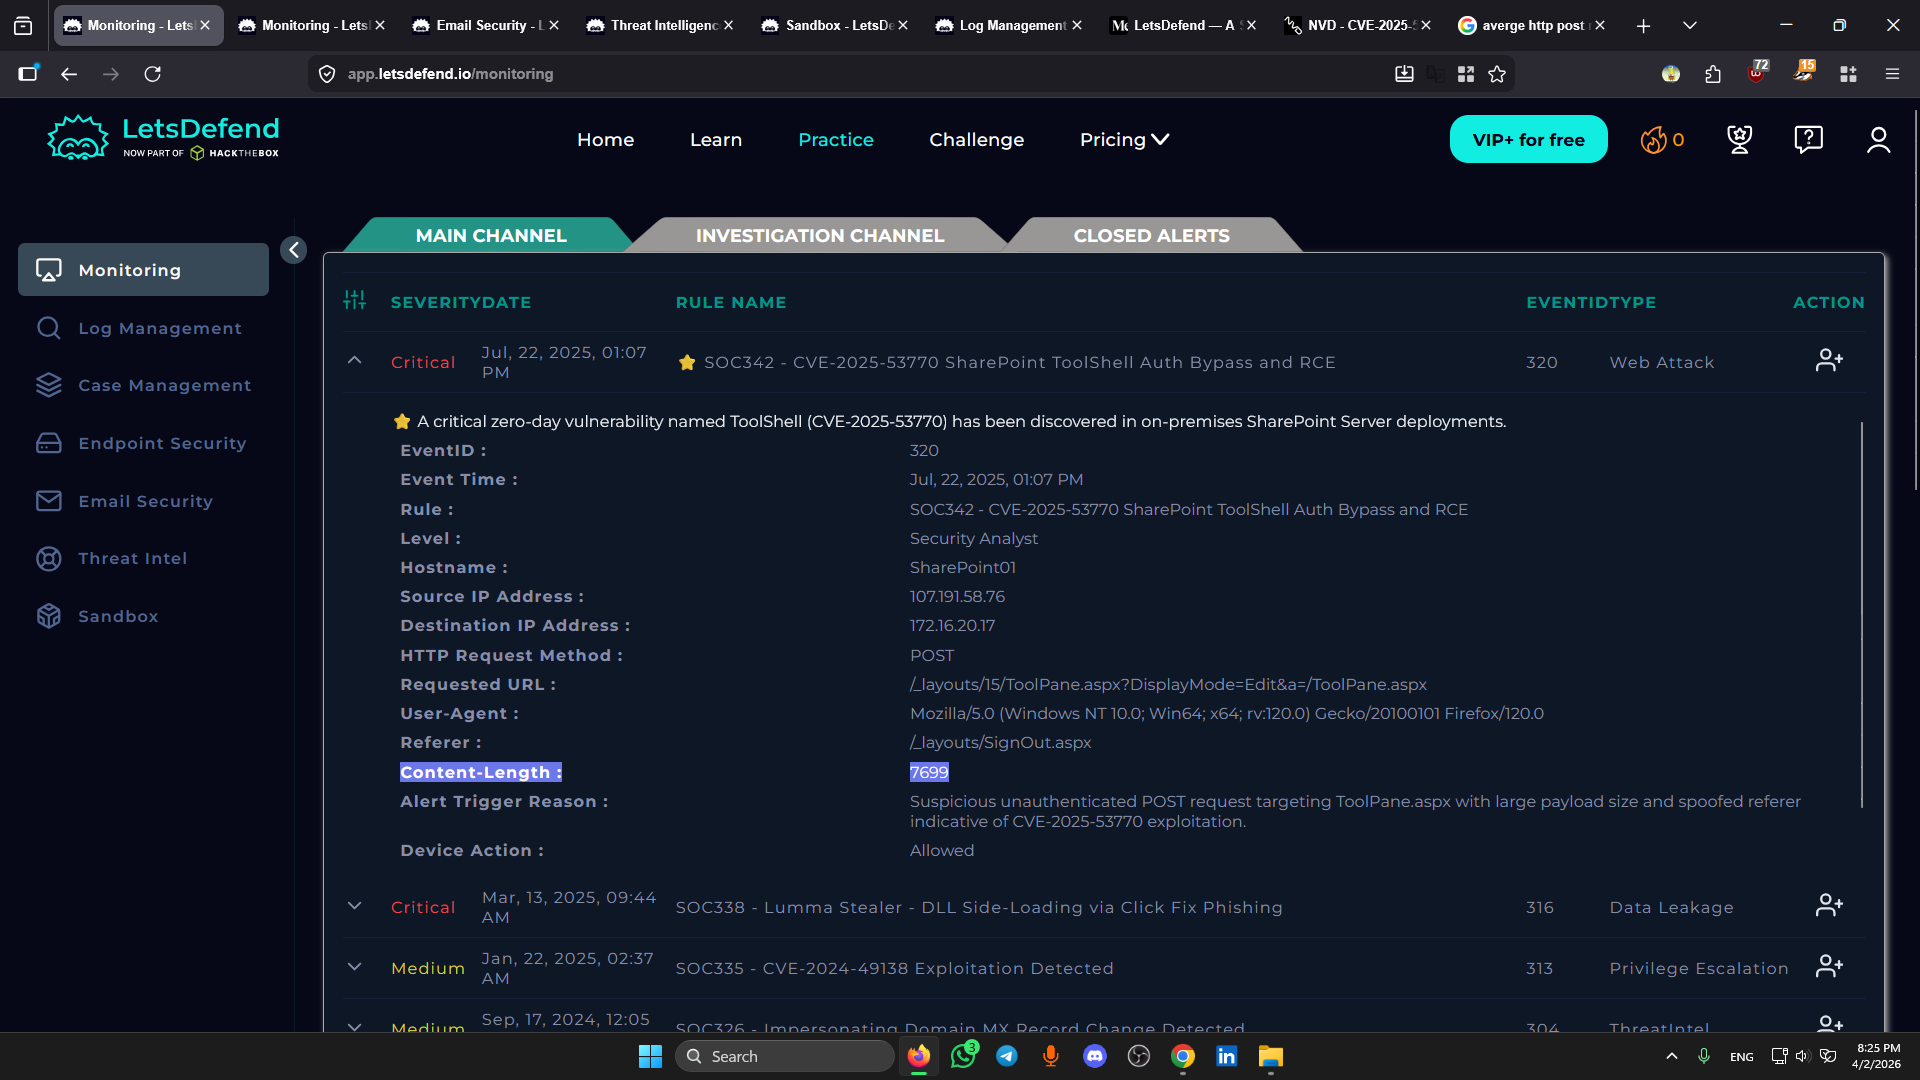 Monitoring - Lets
Monitoring - Lets
Email Security - L
Threat Intelligenc
Sandbox - LetsDe
Log Management
LetsDefend — A S
NVD - CVE-2025-5
averge http post r
app.letsdefend.io/monitoring
72
15
LetsDefend
NOW PART OF HACKTHEBOX
Home
Learn
Practice
Challenge
Pricing
VIP+ for free
0
Monitoring
Log Management
Case Management
Endpoint Security
Email Security
Threat Intel
Sandbox
MAIN CHANNEL
INVESTIGATION CHANNEL
CLOSED ALERTS
SEVERITY DATE RULE NAME EVENTID TYPE ACTION
Critical Jul, 22, 2025, 01:07 PM SOC342 - CVE-2025-53770 SharePoint ToolShell Auth Bypass and RCE 320 Web Attack
A critical zero-day vulnerability named ToolShell (CVE-2025-53770) has been discovered in on-premises SharePoint Server deployments.
EventID : 320
Event Time : Jul, 22, 2025, 01:07 PM
Rule : SOC342 - CVE-2025-53770 SharePoint ToolShell Auth Bypass and RCE
Level : Security Analyst
Hostname : SharePoint01
Source IP Address : 107.191.58.76
Destination IP Address : 172.16.20.17
HTTP Request Method : POST
Requested URL : /_layouts/15/ToolPane.aspx?DisplayMode=Edit&a=/ToolPane.aspx
User-Agent : Mozilla/5.0 (Windows NT 10.0; Win64; x64; rv:120.0) Gecko/20100101 Firefox/120.0
Referer : /_layouts/SignOut.aspx
Content-Length : 7699
Alert Trigger Reason : Suspicious unauthenticated POST request targeting ToolPane.aspx with large payload size and spoofed referer
indicative of CVE-2025-53770 exploitation.
Device Action : Allowed
Critical Mar, 13, 2025, 09:44 AM SOC338 - Lumma Stealer - DLL Side-Loading via Click Fix Phishing 316 Data Leakage
Medium Jan, 22, 2025, 02:37 AM SOC335 - CVE-2024-49138 Exploitation Detected 313 Privilege Escalation
Medium Sep, 17, 2024, 12:05 SOC326 - Impersonating Domain MX Record Change Detected 304 ThreatIntel
Search
3
ENG
8:25 PM
4/2/2026